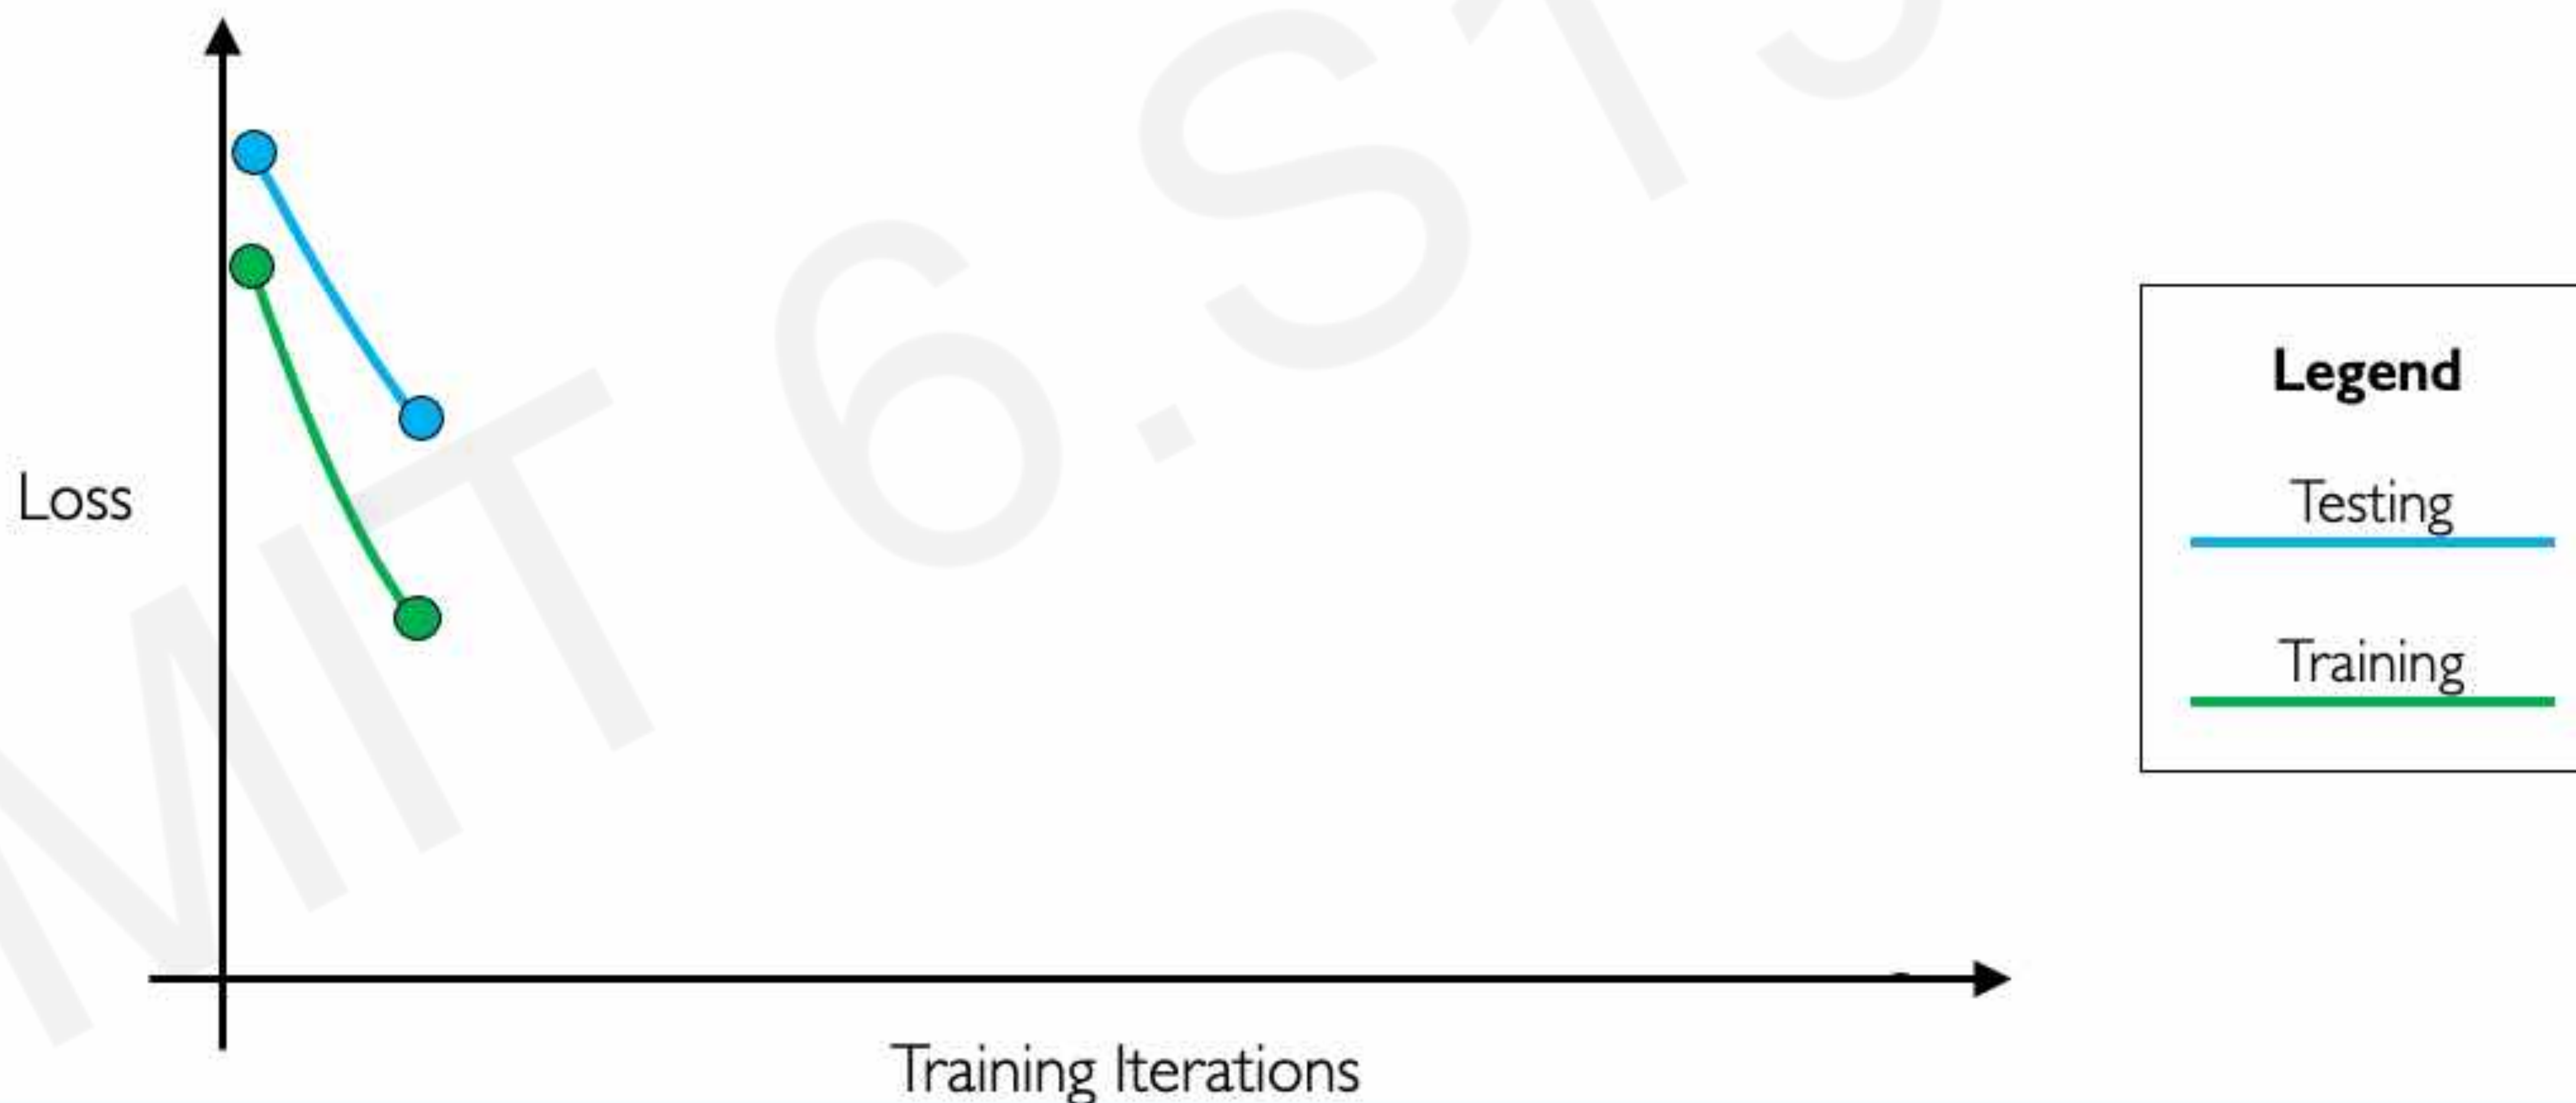 Loss
Legend
Testing
Training
Training Iterations
MIT 6.S19